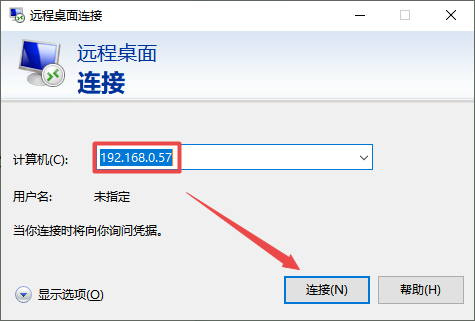 远程桌面连接
远程桌面
连接
计算机(C): 192.168.0.57
用户名: 未指定
当你连接时将向你询问凭据。
显示选项(O) 连接(N) 帮助(H)